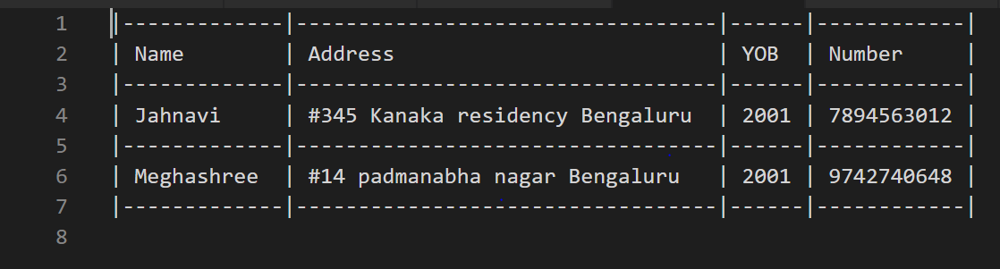 1 |-------------|----------------------------------|------|------------|
2 | Name        | Address                          | YOB  | Number     |
3 |-------------|----------------------------------|------|------------|
4 | Jahnavi     | #345 Kanaka residency Bengaluru  | 2001 | 7894563012 |
5 |-------------|----------------------------------|------|------------|
6 | Meghashree  | #14 padmanabha nagar Bengaluru   | 2001 | 9742740648 |
7 |-------------|----------------------------------|------|------------|
8